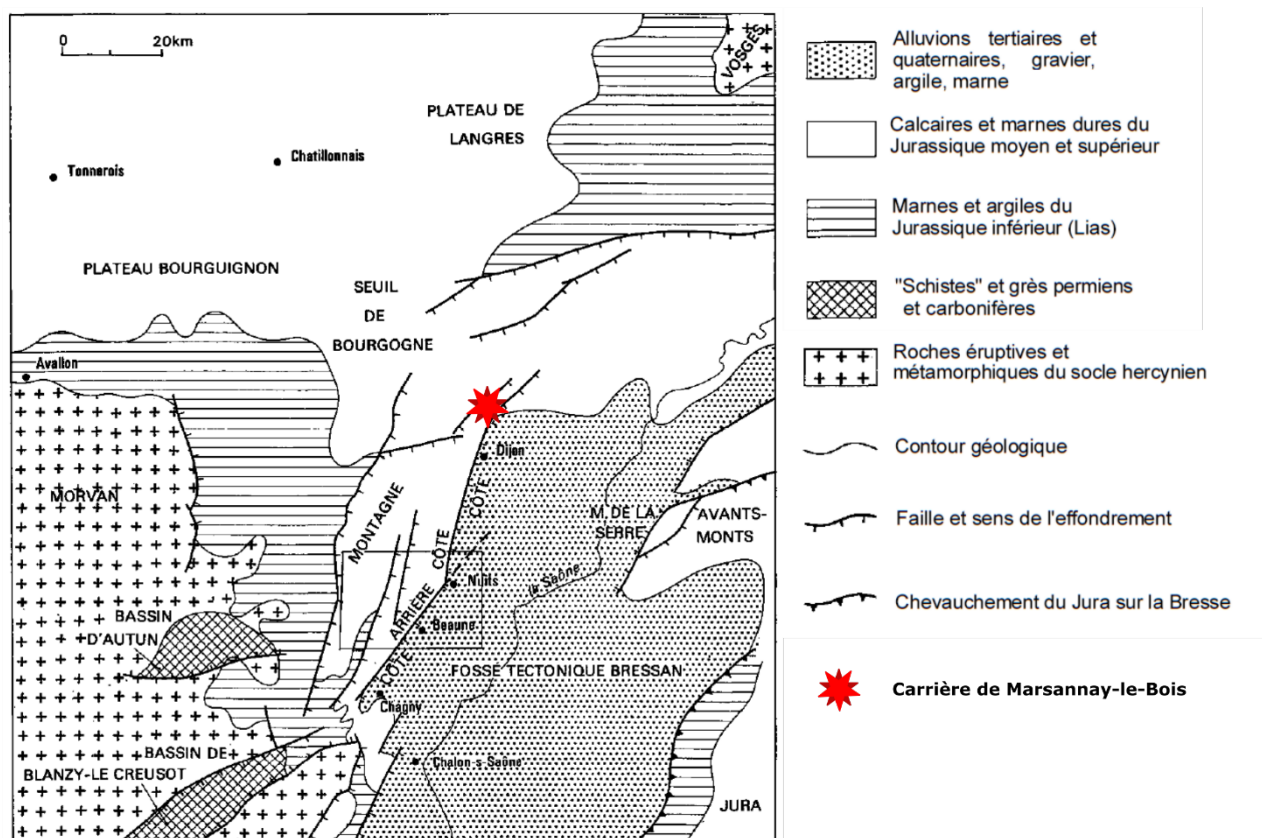 0 20km
VOSGES
PLATEAU DE
LANGRES
Chatillonnais
Tonnerois
PLATEAU BOURGUIGNON
SEUIL
DE
BOURGOGNE
Avallon
Dijon
MORVAN
MONTAGNE
CÔTE
M. DE LA
SERRE
AVANTS-
MONTS
ARRIÈRE
CÔTE
Nuits
la Saône
BASSIN
D'AUTUN
Beaune
CÔTE
FOSSÉ TECTONIQUE BRESSAN
Chagny
BASSIN DE
BLANZY-LE CREUSOT
Chalon-s-Saône
JURA
Alluvions tertiaires et
quaternaires, gravier,
argile, marne
Calcaires et marnes dures du
Jurassique moyen et supérieur
Marnes et argiles du
Jurassique inférieur (Lias)
"Schistes" et grès permiens
et carbonifères
Roches éruptives et
métamorphiques du socle hercynien
Contour géologique
Faille et sens de l'effondrement
Chevauchement du Jura sur la Bresse
Carrière de Marsannay-le-Bois